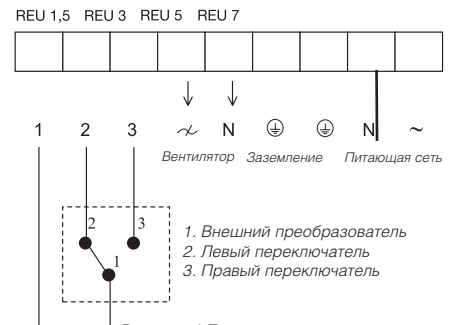 REU 1,5 REU 3 REU 5 REU 7
1 2 3 N N ~
Вентилятор Заземление Питающая сеть
2 3
1
1. Внешний преобразователь
2. Левый переключатель
3. Правый переключатель